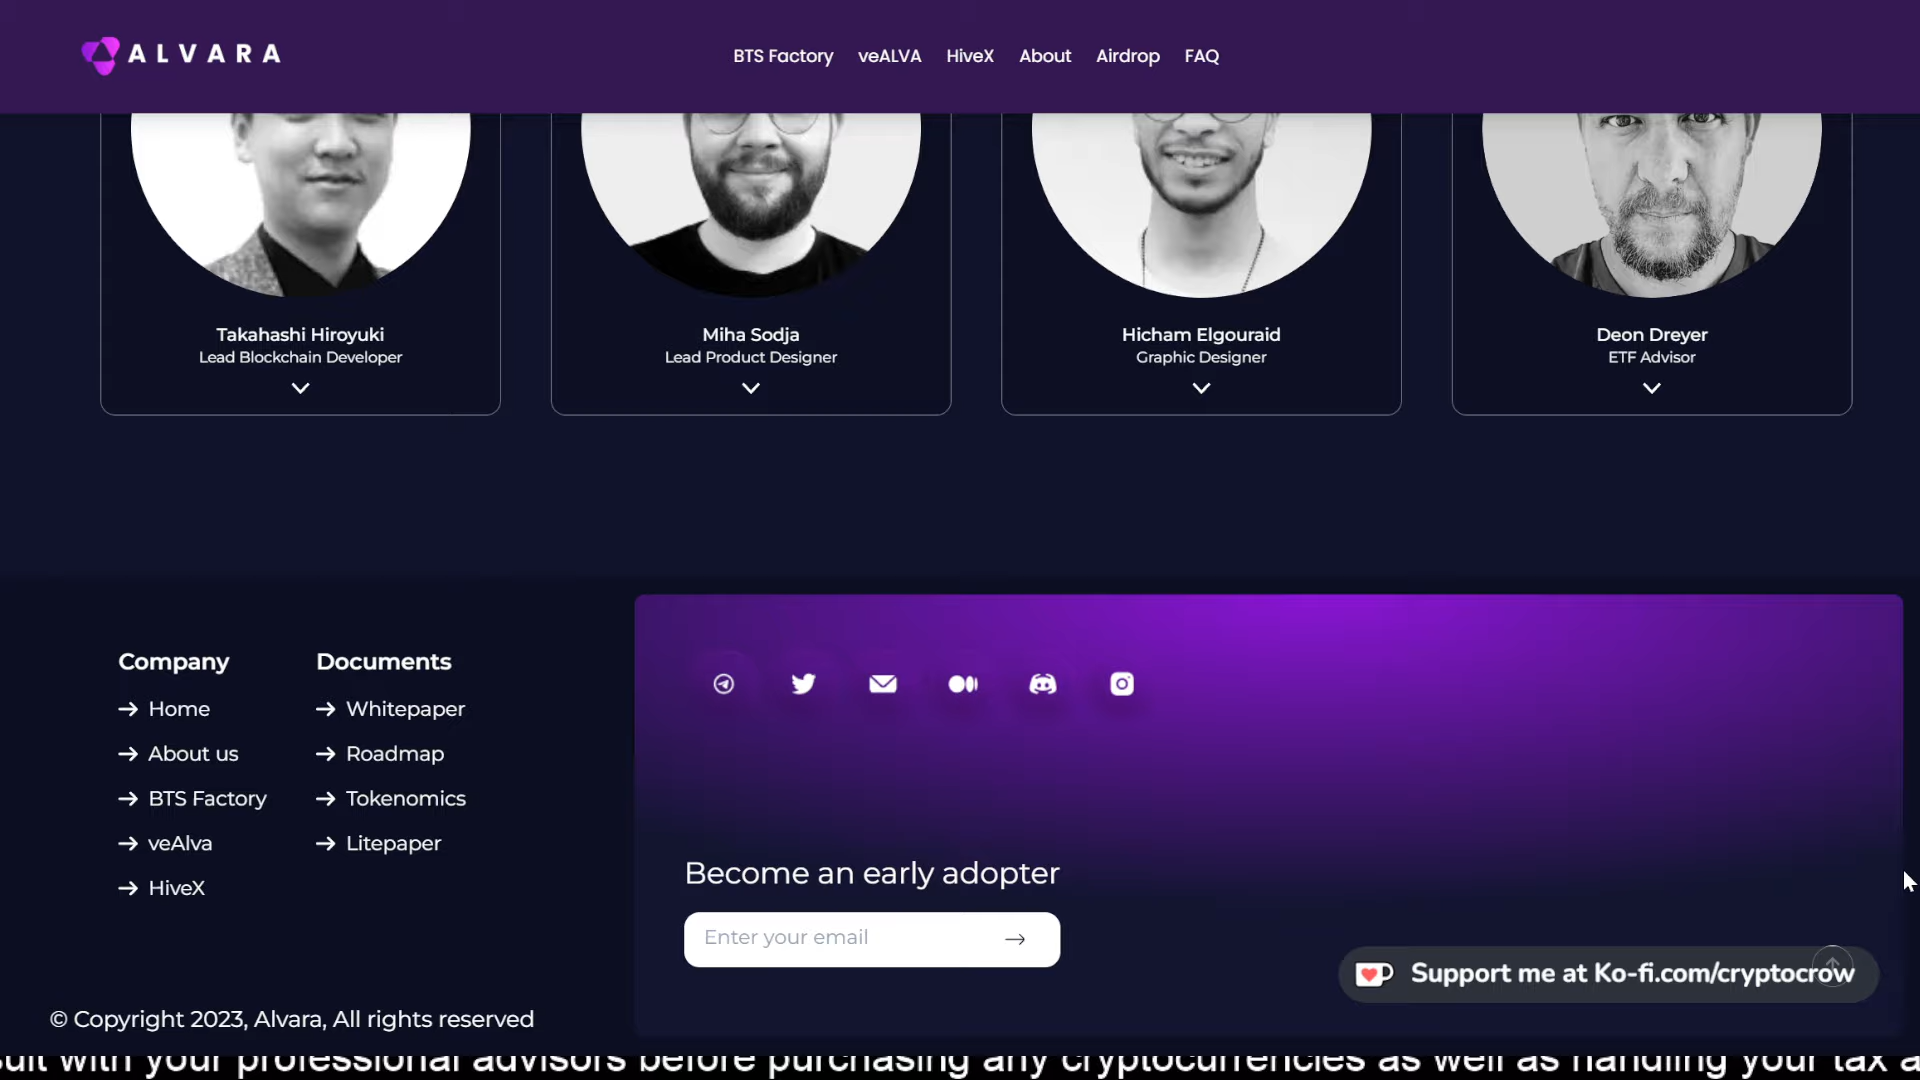 ALVARA
BTS Factory veALVA HiveX About Airdrop FAQ
Takahashi Hiroyuki
Lead Blockchain Developer
Miha Sodja
Lead Product Designer
Hicham Elgouraid
Graphic Designer
Deon Dreyer
ETF Advisor
Company
Home
About us
BTS Factory
veAlva
HiveX
Documents
Whitepaper
Roadmap
Tokenomics
Litepaper
Become an early adopter
Enter your email
Support me at Ko-fi.com/cryptocrow
© Copyright 2023, Alvara, All rights reserved
with your professional advisors before purchasing any cryptocurrencies as well as handling your tax